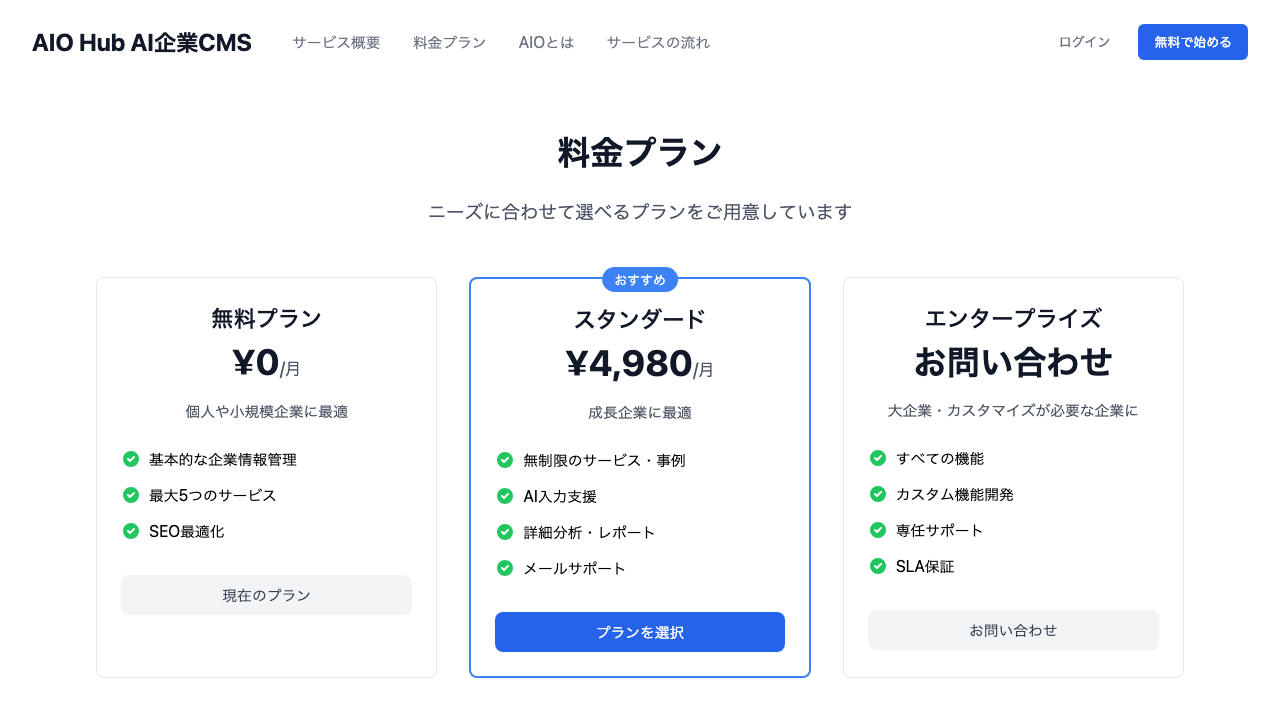 AIO Hub AI企業CMS
サービス概要
料金プラン
AIOとは
サービスの流れ
ログイン
無料で始める
料金プラン
ニーズに合わせて選べるプランをご用意しています
無料プラン
¥0/月
個人や小規模企業に最適
基本的な企業情報管理
最大5つのサービス
SEO最適化
現在のプラン
おすすめ
スタンダード
¥4,980/月
成長企業に最適
無制限のサービス・事例
AI入力支援
詳細分析・レポート
メールサポート
プランを選択
エンタープライズ
お問い合わせ
大企業・カスタマイズが必要な企業に
すべての機能
カスタム機能開発
専任サポート
SLA保証
お問い合わせ